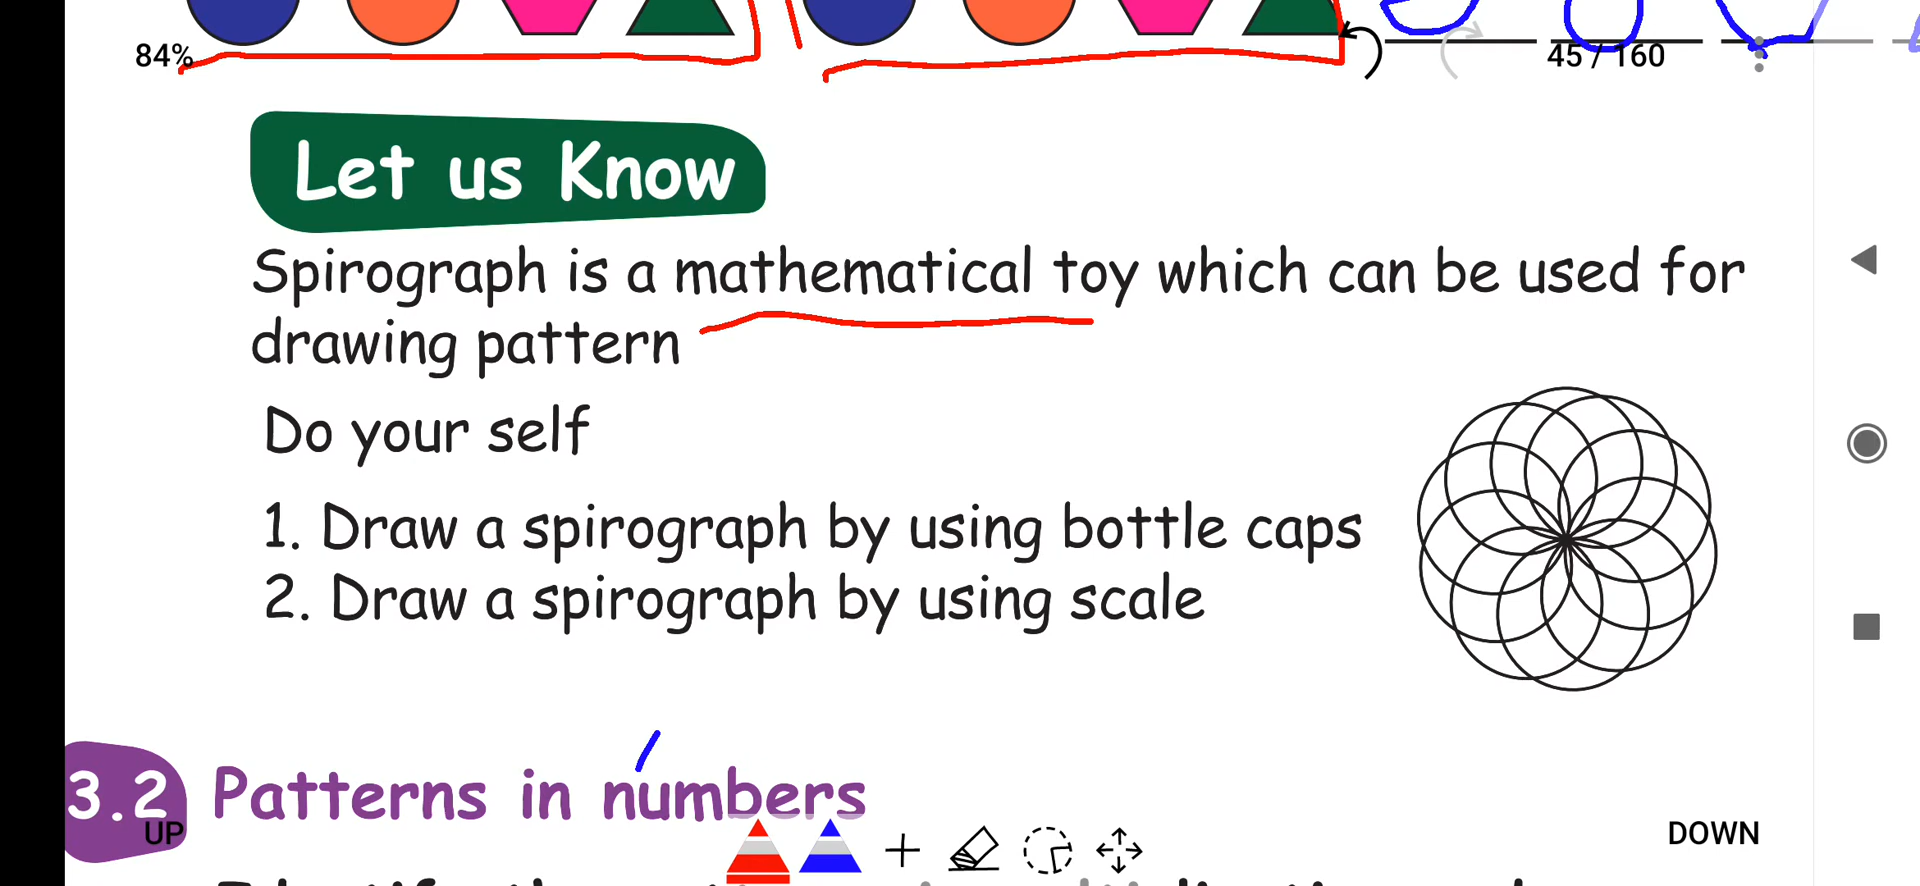 84%
45 / 160
Let us Know
Spirograph is a mathematical toy which can be used for
drawing pattern
Do your self
1. Draw a spirograph by using bottle caps
2. Draw a spirograph by using scale
3.2 Patterns in numbers
UP
DOWN